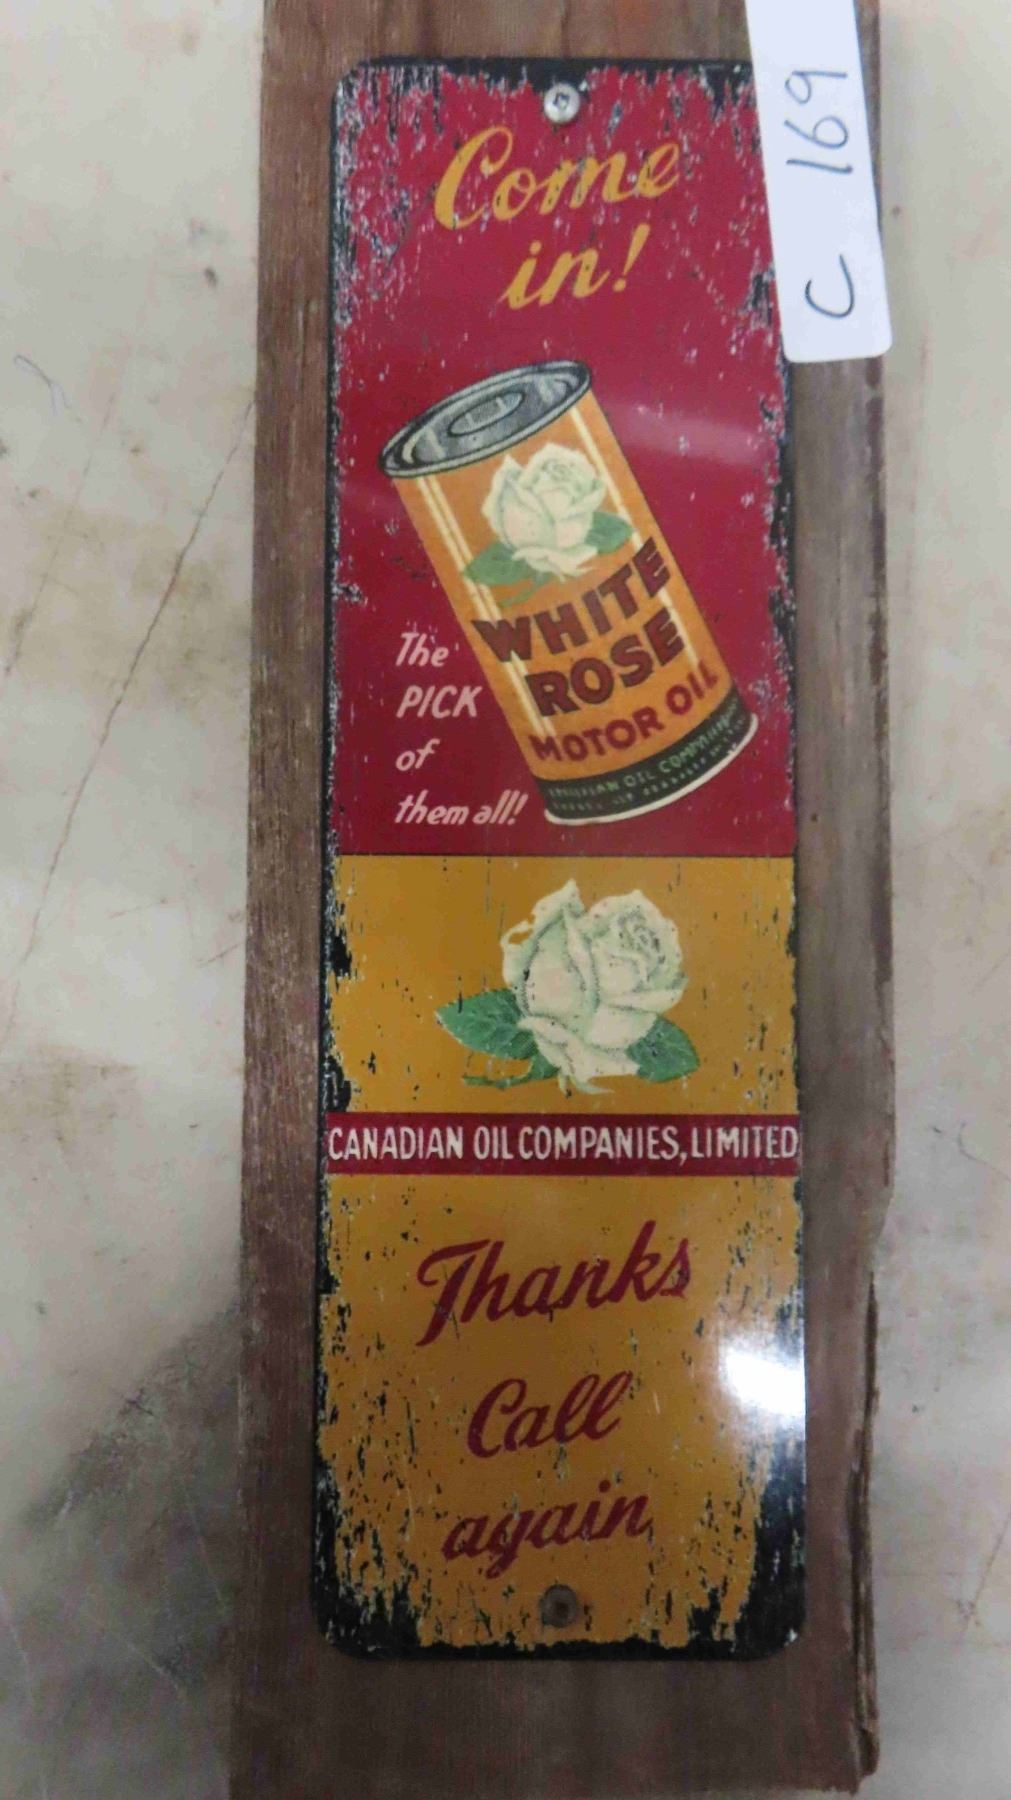 C 169
Come
in!
WHITE
ROSE
MOTOR OIL
The
PICK
of
them all!
CANADIAN OIL COMPANIES, LIMITED
Thanks
Call
again